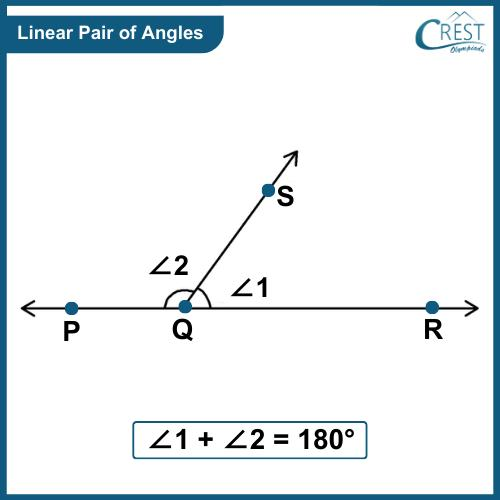 Linear Pair of Angles
CREST
Olympiads
S
∠2
∠1
P
Q
R
∠1 + ∠2 = 180°